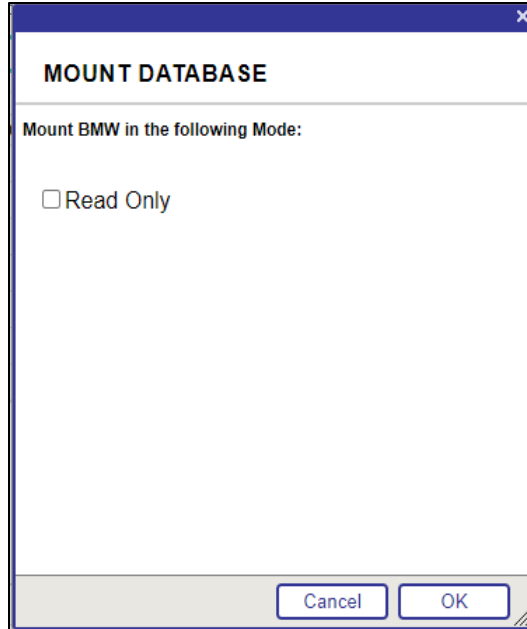 MOUNT DATABASE
Mount BMW in the following Mode:
Read Only
Cancel OK